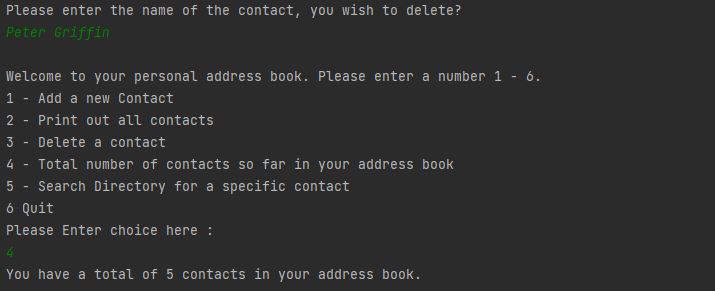 Please enter the name of the contact, you wish to delete?
Peter Griffin
Welcome to your personal address book. Please enter a number 1 - 6.
1 - Add a new Contact
2 - Print out all contacts
3 - Delete a contact
4 - Total number of contacts so far in your address book
5 - Search Directory for a specific contact
6 Quit
Please Enter choice here :
4
You have a total of 5 contacts in your address book.